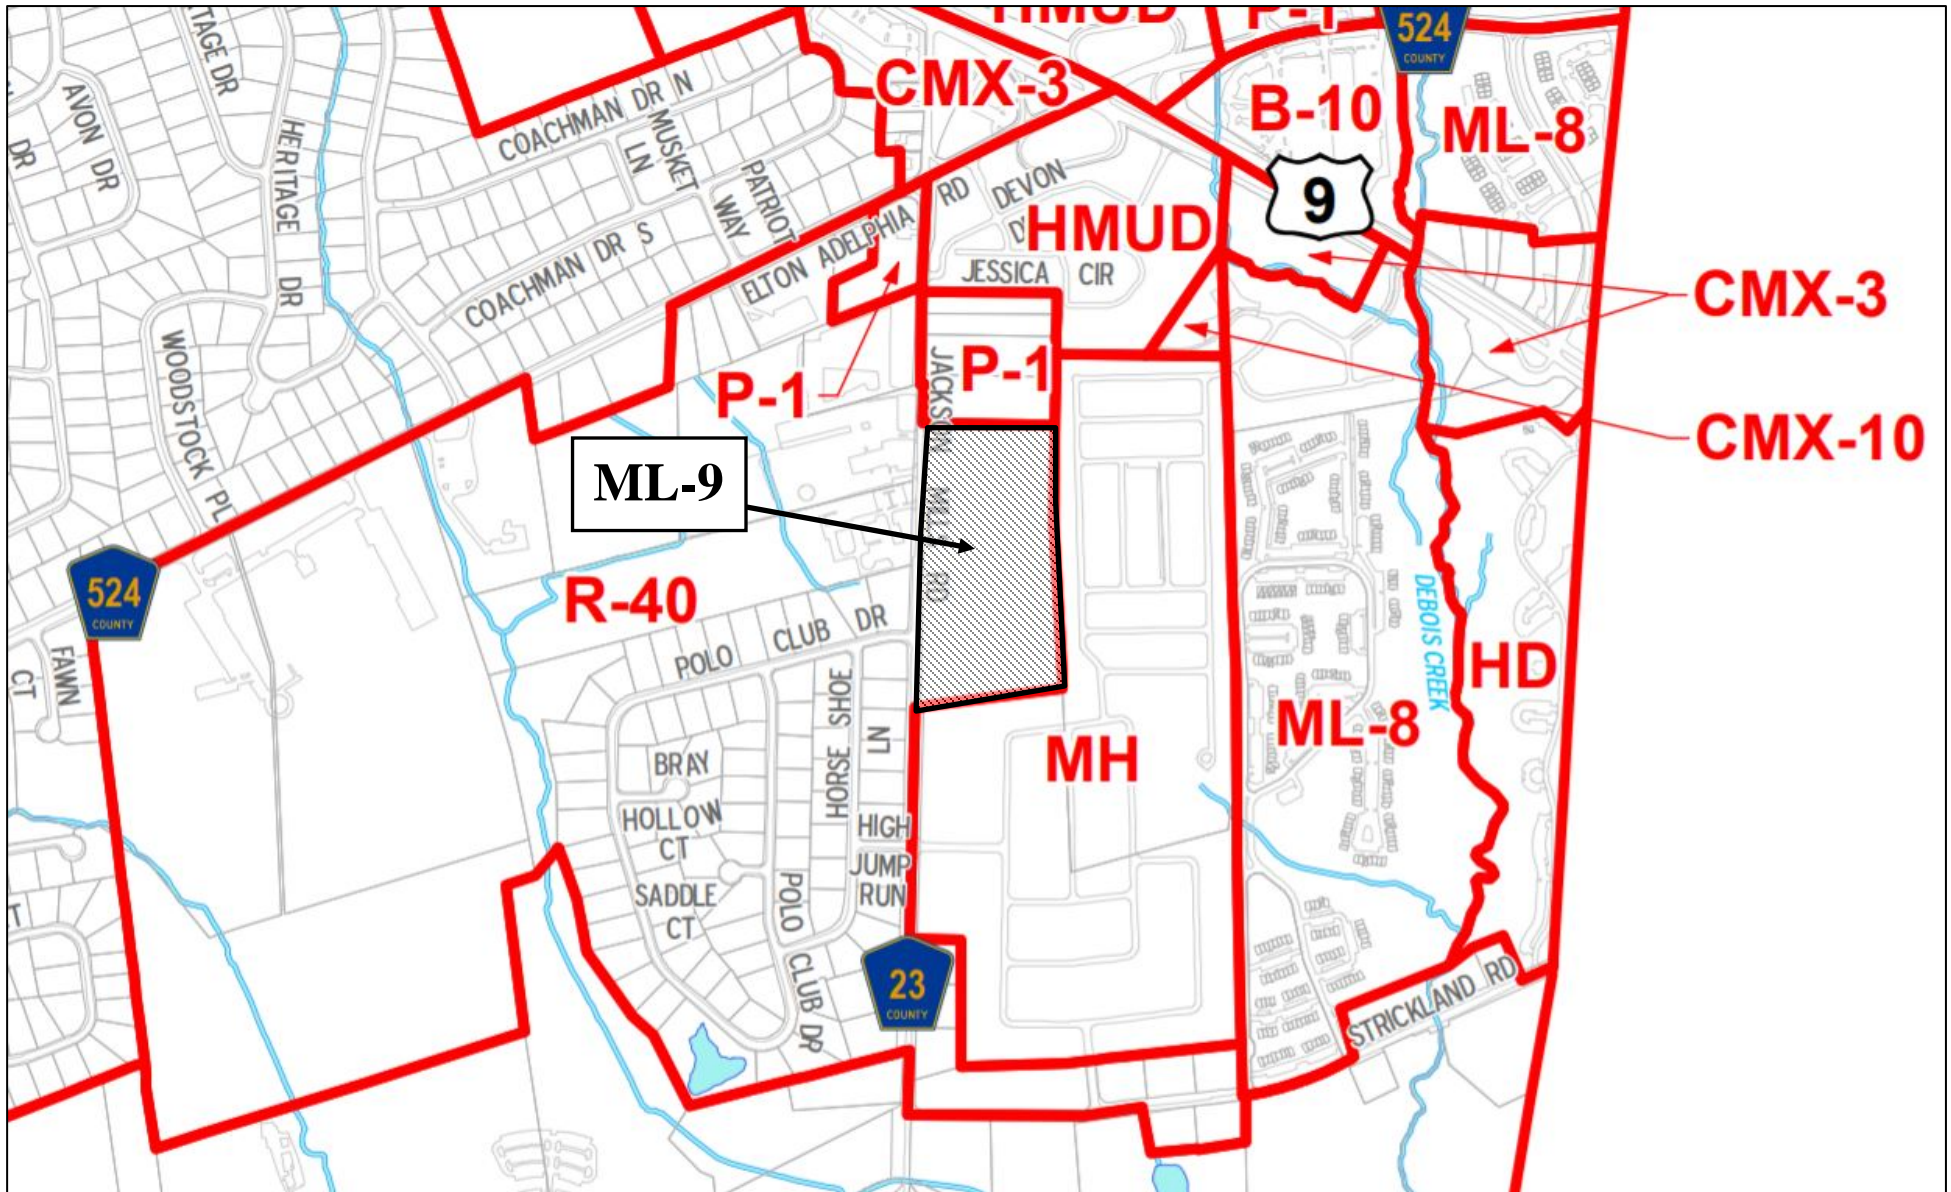 HMUD
P-1
524
COUNTY
TAGE DR
CMX-3
AVON DR
DR
HERITAGE DR
COACHMAN DR N
MUSKET
LN
PATRIOT
WAY
B-10
ML-8
9
RD
DEVON
HMUD
ELTON ADELPHIA
COACHMAN DR S
JESSICA CIR
CMX-3
WOODSTOCK PL
P-1
P-1
JACKSON MILLS RD
CMX-10
ML-9
524
COUNTY
R-40
POLO CLUB DR
DEBOIS CREEK
HD
FAWN
CT
HORSE SHOE
LN
ML-8
MH
BRAY
HOLLOW
CT
HIGH
JUMP
RUN
SADDLE
CT
POLO
CLUB DR
23
COUNTY
STRICKLAND RD